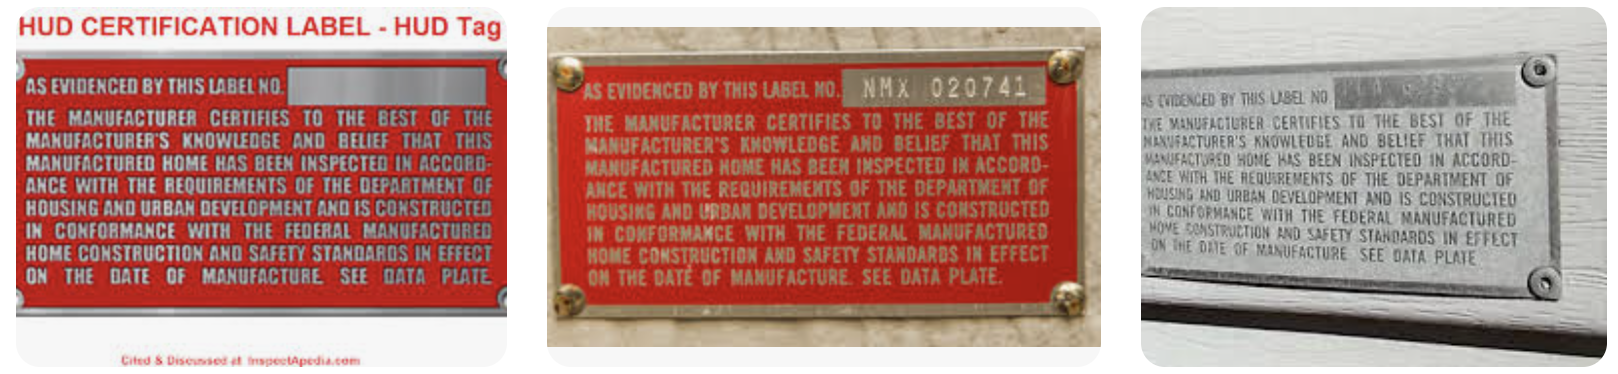 HUD CERTIFICATION LABEL - HUD Tag
AS EVIDENCED BY THIS LABEL NO.
THE MANUFACTURER CERTIFIES TO THE BEST OF THE
MANUFACTURER'S KNOWLEDGE AND BELIEF THAT THIS
MANUFACTURED HOME HAS BEEN INSPECTED IN ACCORD-
ANCE WITH THE REQUIREMENTS OF THE DEPARTMENT OF
HOUSING AND URBAN DEVELOPMENT AND IS CONSTRUCTED
IN CONFORMANCE WITH THE FEDERAL MANUFACTURED
HOME CONSTRUCTION AND SAFETY STANDARDS IN EFFECT
ON THE DATE OF MANUFACTURE. SEE DATA PLATE.
Cited & Discussed at InspectApedia.com
AS EVIDENCED BY THIS LABEL NO. NMX 020741
THE MANUFACTURER CERTIFIES TO THE BEST OF THE
MANUFACTURER'S KNOWLEDGE AND BELIEF THAT THIS
MANUFACTURED HOME HAS BEEN INSPECTED IN ACCORD-
ANCE WITH THE REQUIREMENTS OF THE DEPARTMENT OF
HOUSING AND URBAN DEVELOPMENT AND IS CONSTRUCTED
IN CONFORMANCE WITH THE FEDERAL MANUFACTURED
HOME CONSTRUCTION AND SAFETY STANDARDS IN EFFECT
ON THE DATE OF MANUFACTURE. SEE DATA PLATE.
AS EVIDENCED BY THIS LABEL NO
THE MANUFACTURER CERTIFIES TO THE BEST OF THE
MANUFACTURER'S KNOWLEDGE AND BELIEF THAT THIS
MANUFACTURED HOME HAS BEEN INSPECTED IN ACCORD-
ANCE WITH THE REQUIREMENTS OF THE DEPARTMENT OF
HOUSING AND URBAN DEVELOPMENT AND IS CONSTRUCTED
IN CONFORMANCE WITH THE FEDERAL MANUFACTURED
HOME CONSTRUCTION AND SAFETY STANDARDS IN EFFECT
ON THE DATE OF MANUFACTURE SEE DATA PLATE